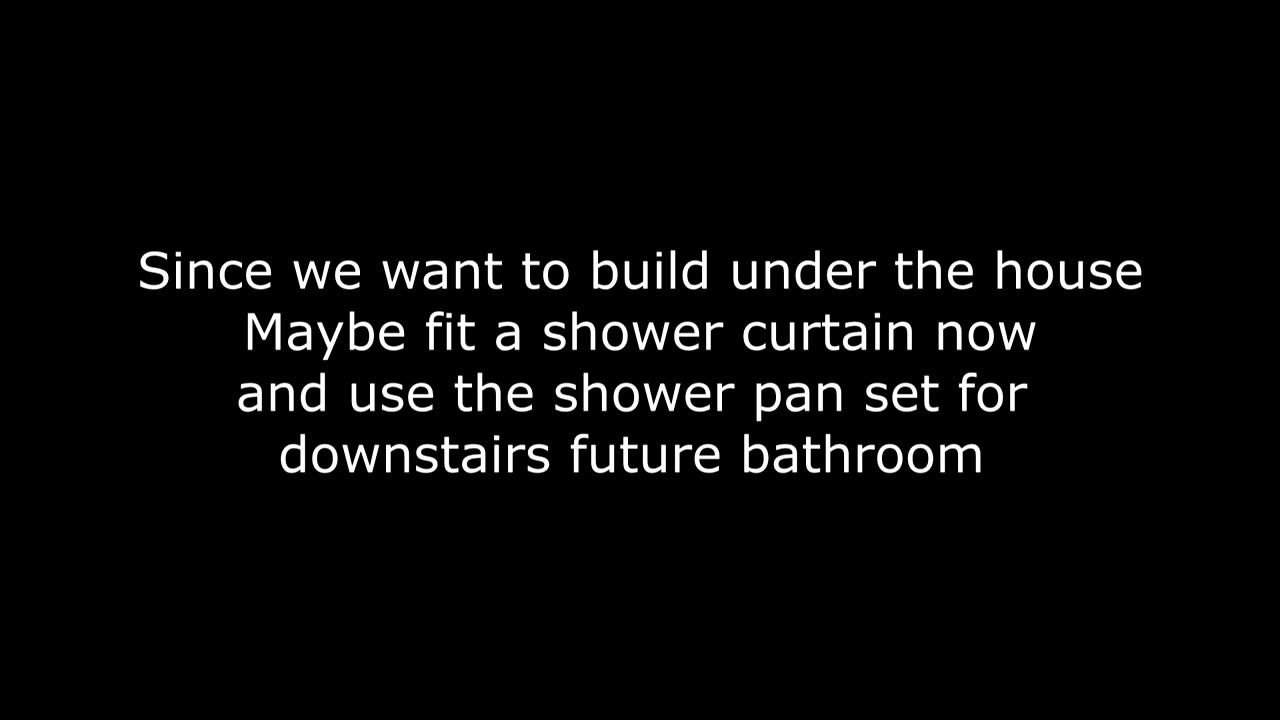 Since we want to build under the house
Maybe fit a shower curtain now
and use the shower pan set for
downstairs future bathroom